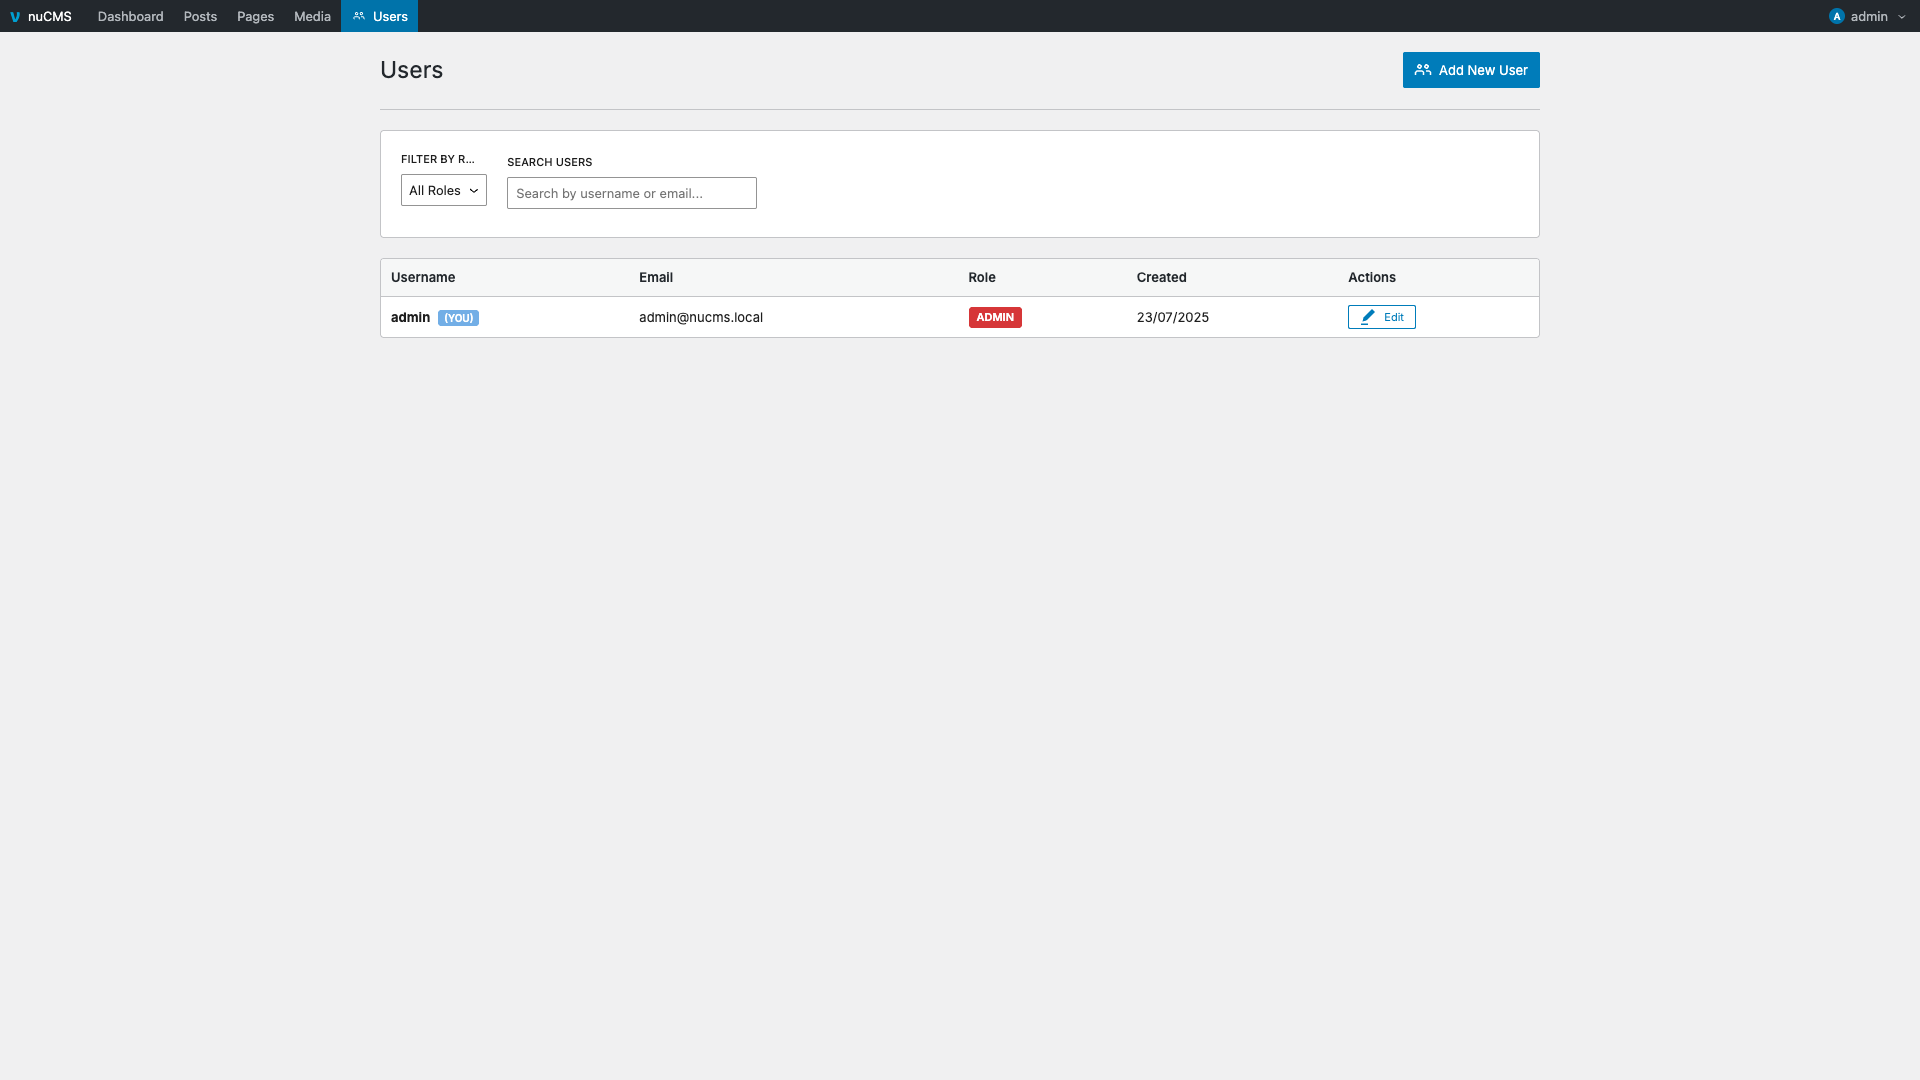 nuCMS Dashboard Posts Pages Media Users A admin
Users
Add New User
FILTER BY R...
SEARCH USERS
All Roles
Search by username or email...
Username Email Role Created Actions
admin (YOU) admin@nucms.local ADMIN 23/07/2025 Edit